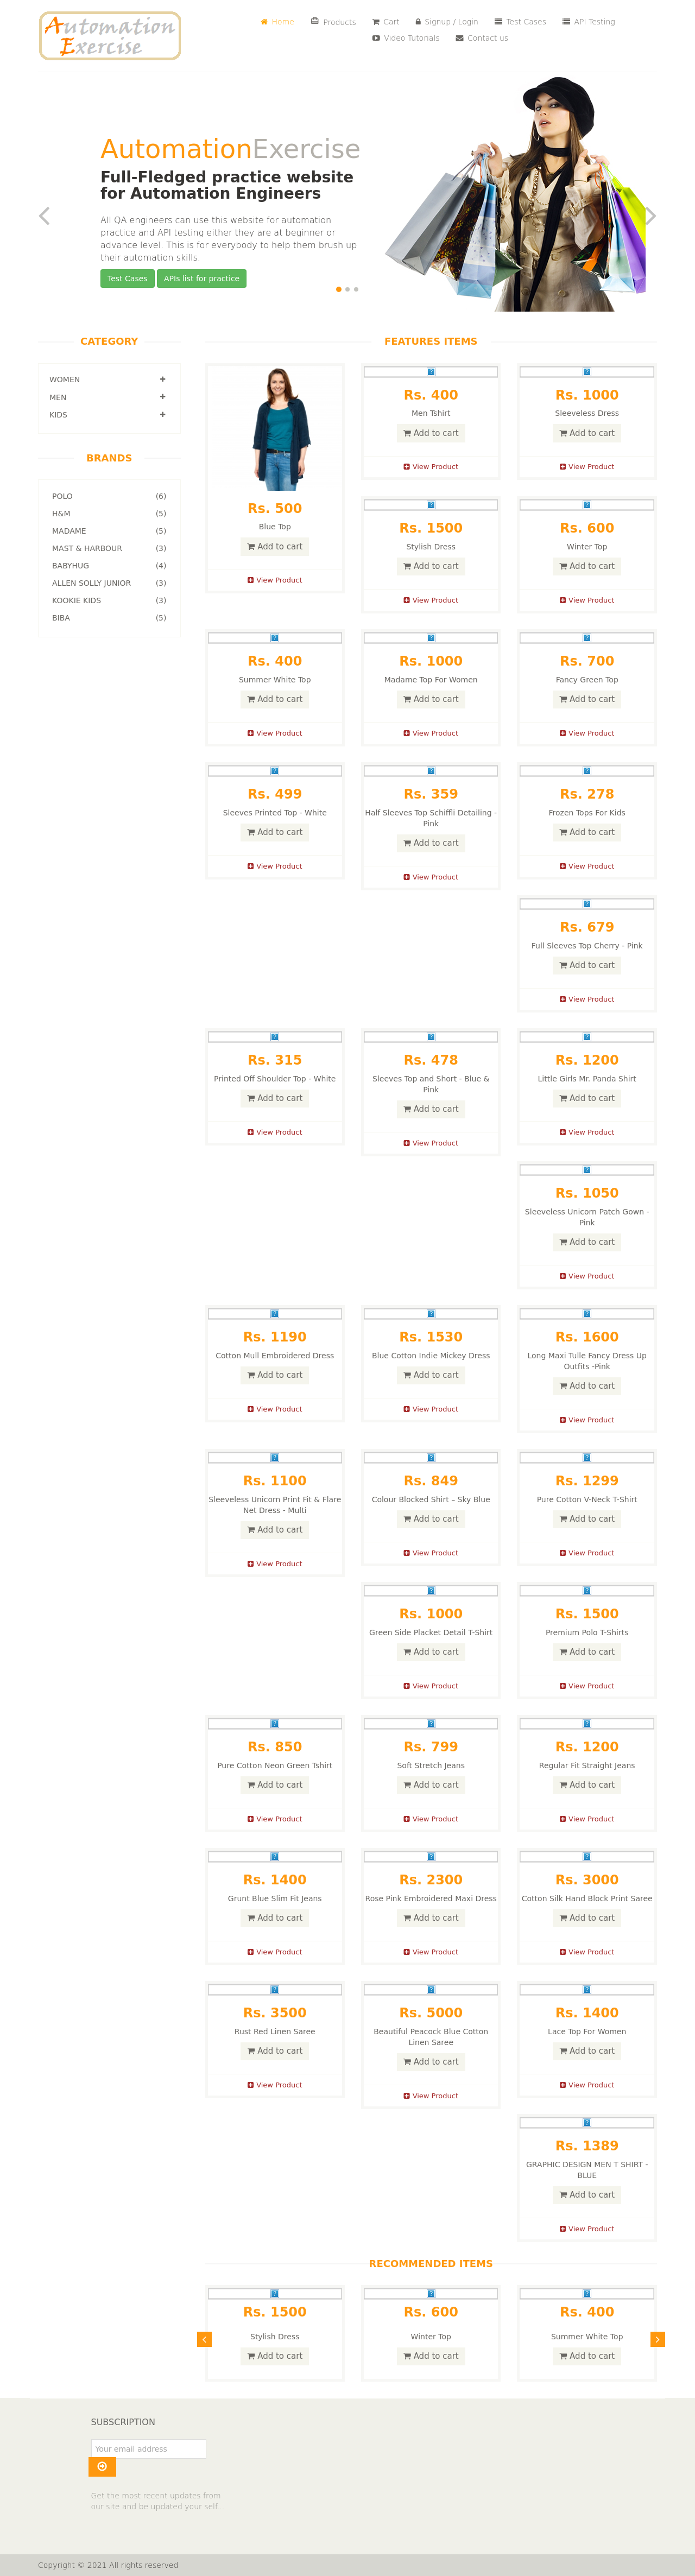 Automation
Exercise
Home
Products
Cart
Signup / Login
Test Cases
API Testing
Video Tutorials
Contact us
AutomationExercise
Full-Fledged practice website
for Automation Engineers
All QA engineers can use this website for automation
practice and API testing either they are at beginner or
advance level. This is for everybody to help them brush up
their automation skills.
Test Cases
APIs list for practice
CATEGORY
WOMEN
MEN
KIDS
BRANDS
POLO (6)
H&M (5)
MADAME (5)
MAST & HARBOUR (3)
BABYHUG (4)
ALLEN SOLLY JUNIOR (3)
KOOKIE KIDS (3)
BIBA (5)
FEATURES ITEMS
Rs. 500
Blue Top
Add to cart
View Product
Rs. 400
Men Tshirt
Add to cart
View Product
Rs. 1000
Sleeveless Dress
Add to cart
View Product
Rs. 1500
Stylish Dress
Add to cart
View Product
Rs. 600
Winter Top
Add to cart
View Product
Rs. 400
Summer White Top
Add to cart
View Product
Rs. 1000
Madame Top For Women
Add to cart
View Product
Rs. 700
Fancy Green Top
Add to cart
View Product
Rs. 499
Sleeves Printed Top - White
Add to cart
View Product
Rs. 359
Half Sleeves Top Schiffli Detailing -
Pink
Add to cart
View Product
Rs. 278
Frozen Tops For Kids
Add to cart
View Product
Rs. 679
Full Sleeves Top Cherry - Pink
Add to cart
View Product
Rs. 315
Printed Off Shoulder Top - White
Add to cart
View Product
Rs. 478
Sleeves Top and Short - Blue &
Pink
Add to cart
View Product
Rs. 1200
Little Girls Mr. Panda Shirt
Add to cart
View Product
Rs. 1050
Sleeveless Unicorn Patch Gown -
Pink
Add to cart
View Product
Rs. 1190
Cotton Mull Embroidered Dress
Add to cart
View Product
Rs. 1530
Blue Cotton Indie Mickey Dress
Add to cart
View Product
Rs. 1600
Long Maxi Tulle Fancy Dress Up
Outfits -Pink
Add to cart
View Product
Rs. 1100
Sleeveless Unicorn Print Fit & Flare
Net Dress - Multi
Add to cart
View Product
Rs. 849
Colour Blocked Shirt – Sky Blue
Add to cart
View Product
Rs. 1299
Pure Cotton V-Neck T-Shirt
Add to cart
View Product
Rs. 1000
Green Side Placket Detail T-Shirt
Add to cart
View Product
Rs. 1500
Premium Polo T-Shirts
Add to cart
View Product
Rs. 850
Pure Cotton Neon Green Tshirt
Add to cart
View Product
Rs. 799
Soft Stretch Jeans
Add to cart
View Product
Rs. 1200
Regular Fit Straight Jeans
Add to cart
View Product
Rs. 1400
Grunt Blue Slim Fit Jeans
Add to cart
View Product
Rs. 2300
Rose Pink Embroidered Maxi Dress
Add to cart
View Product
Rs. 3000
Cotton Silk Hand Block Print Saree
Add to cart
View Product
Rs. 3500
Rust Red Linen Saree
Add to cart
View Product
Rs. 5000
Beautiful Peacock Blue Cotton
Linen Saree
Add to cart
View Product
Rs. 1400
Lace Top For Women
Add to cart
View Product
Rs. 1389
GRAPHIC DESIGN MEN T SHIRT -
BLUE
Add to cart
View Product
RECOMMENDED ITEMS
Rs. 1500
Stylish Dress
Add to cart
Rs. 600
Winter Top
Add to cart
Rs. 400
Summer White Top
Add to cart
SUBSCRIPTION
Your email address
Get the most recent updates from
our site and be updated your self...
Copyright © 2021 All rights reserved